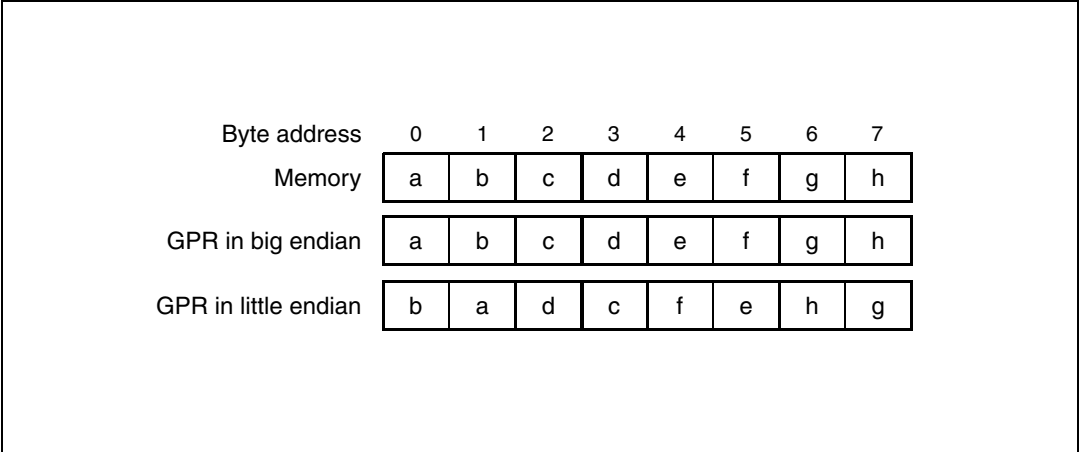 Byte address 0 1 2 3 4 5 6 7
Memory a b c d e f g h
GPR in big endian a b c d e f g h
GPR in little endian b a d c f e h g